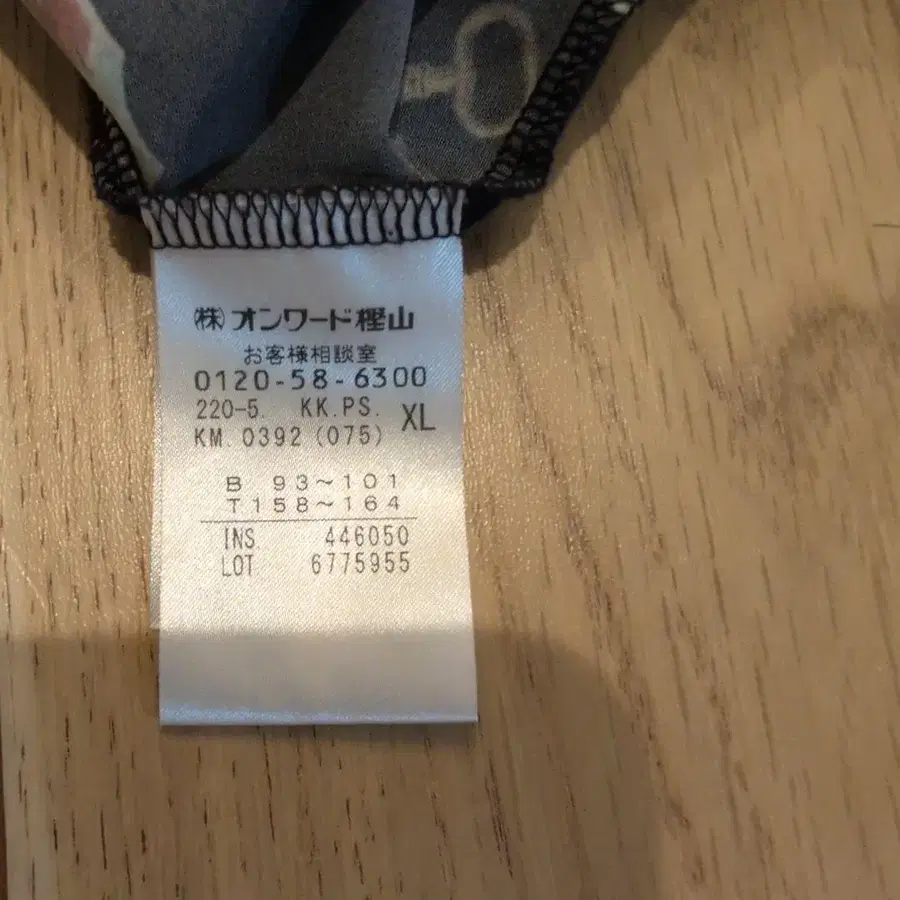 ㈱オンワード樫山
お客様相談室
0120-58-6300
220-5. KK.PS. XL
KM. 0392 (075)
B 93～101
T158～164
INS 446050
LOT 6775955